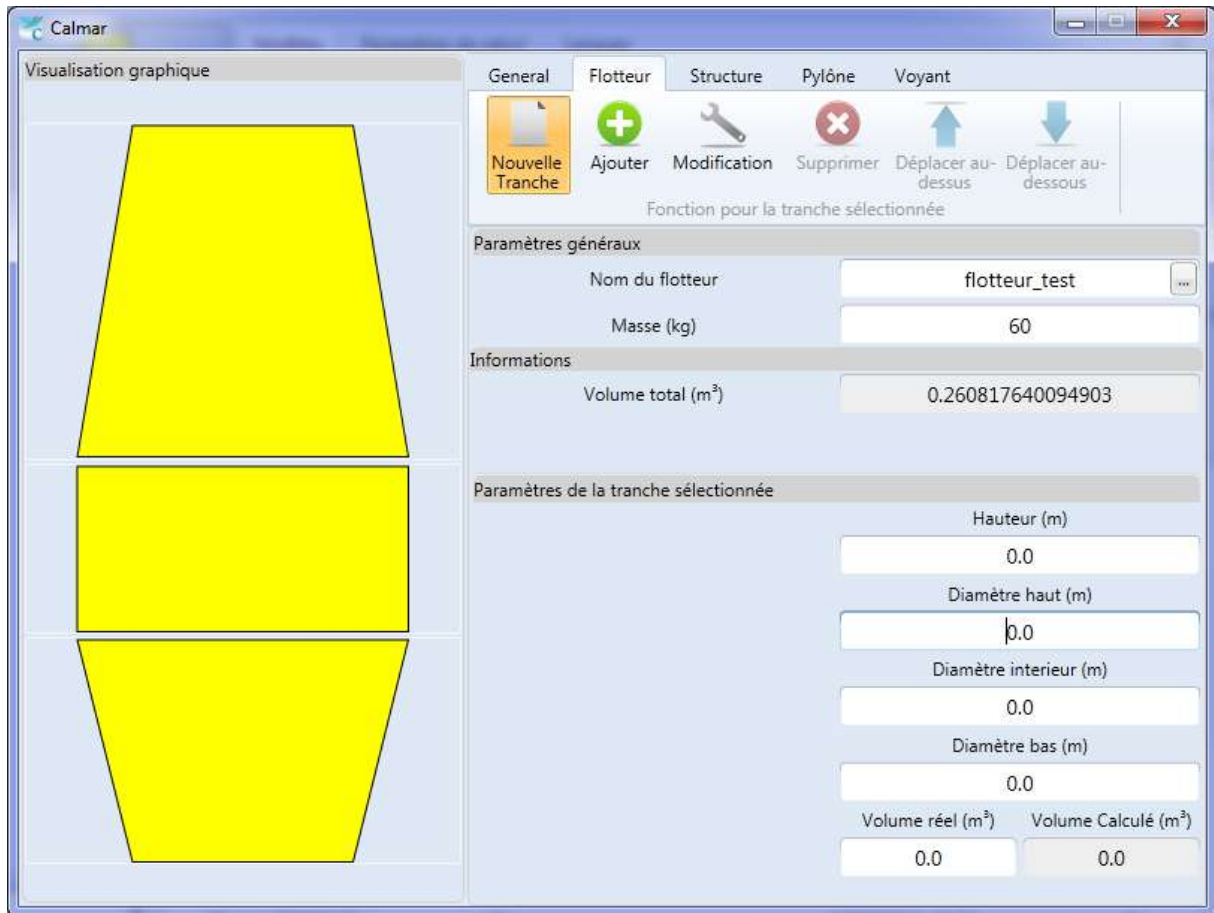 Calmar
Visualisation graphique
General Flotteur Structure Pylône Voyant
Nouvelle Tranche
Ajouter
Modification
Supprimer
Déplacer au-dessus
Déplacer au-dessous
Fonction pour la tranche sélectionnée
Paramètres généraux
Nom du flotteur flotteur_test ...
Masse (kg) 60
Informations
Volume total (m³) 0.260817640094903
Paramètres de la tranche sélectionnée
Hauteur (m)
0.0
Diamètre haut (m)
0.0
Diamètre interieur (m)
0.0
Diamètre bas (m)
0.0
Volume réel (m³) Volume Calculé (m³)
0.0 0.0